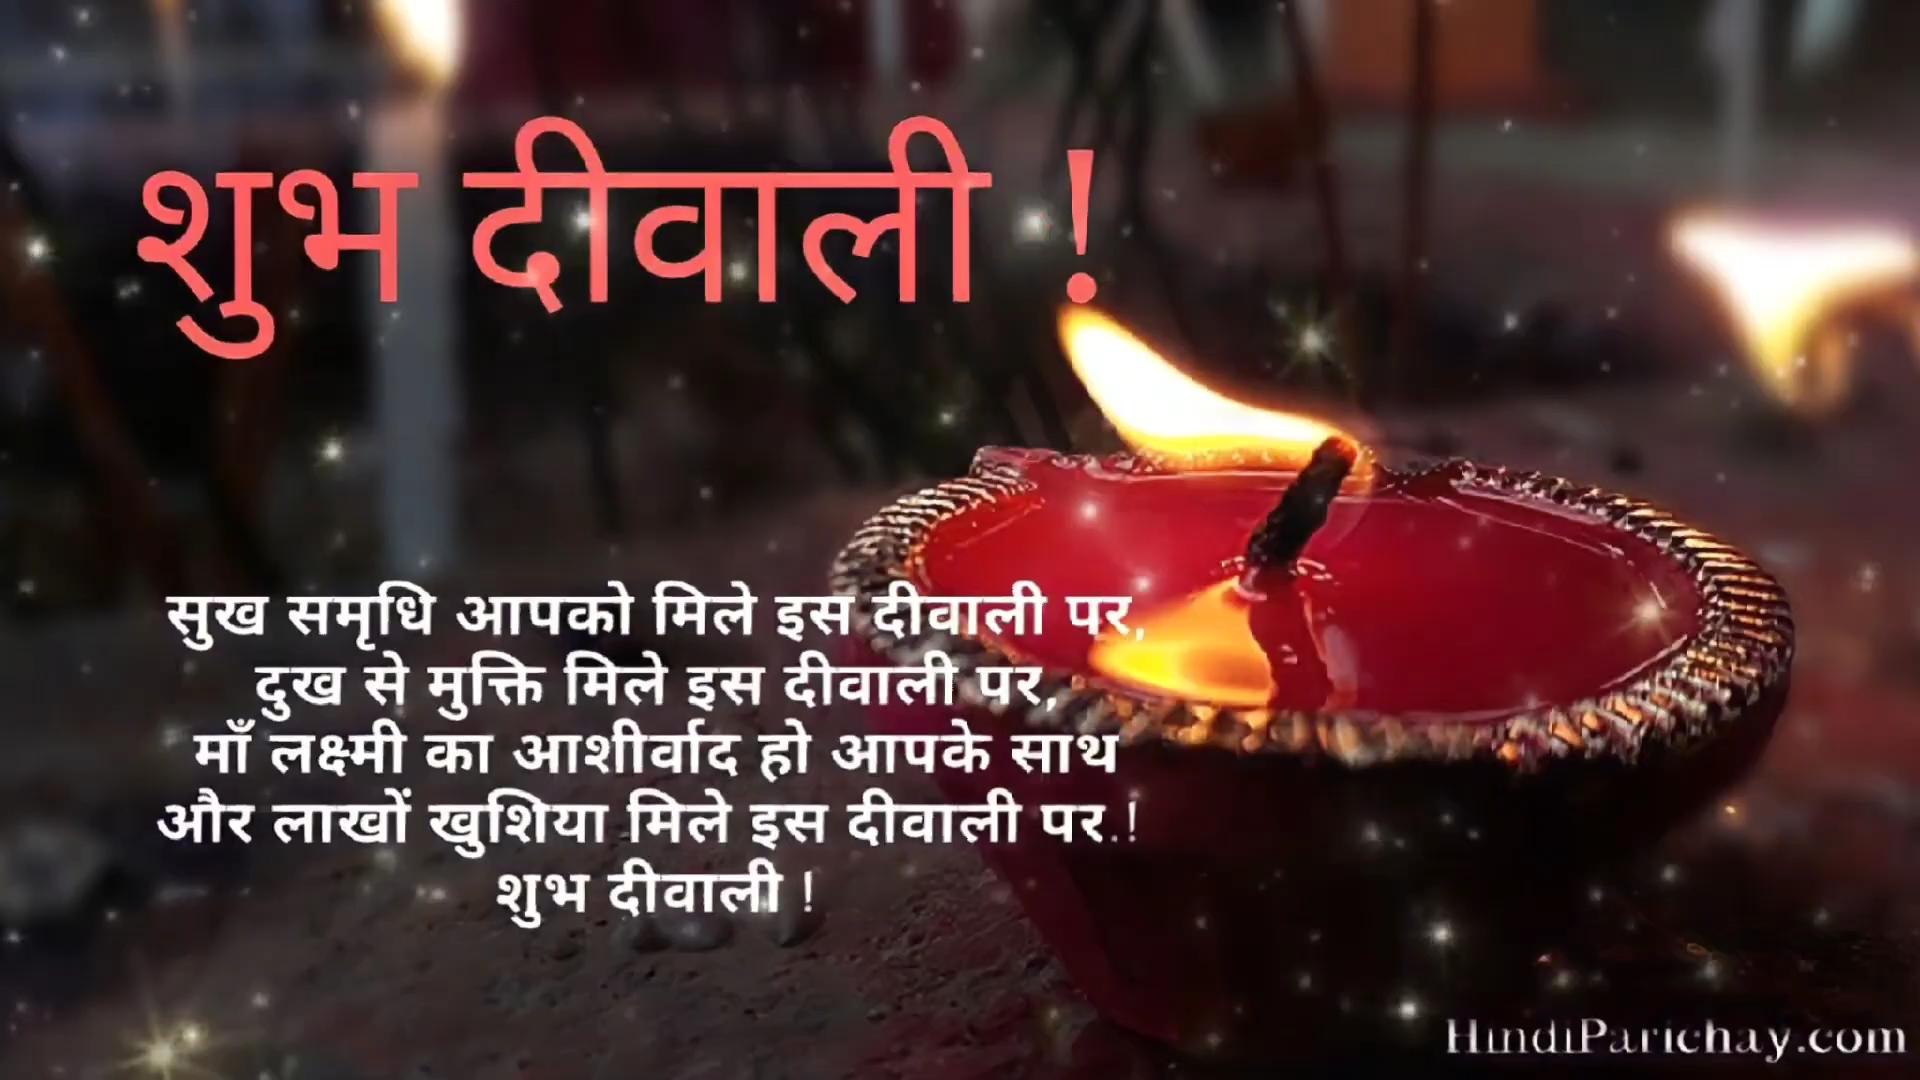 शुभ दीवाली !
सुख समृधि आपको मिले इस दीवाली पर,
दुख से मुक्ति मिले इस दीवाली पर,
माँ लक्ष्मी का आशीर्वाद हो आपके साथ
और लाखों खुशिया मिले इस दीवाली पर.!
शुभ दीवाली !
HindiParichay.com